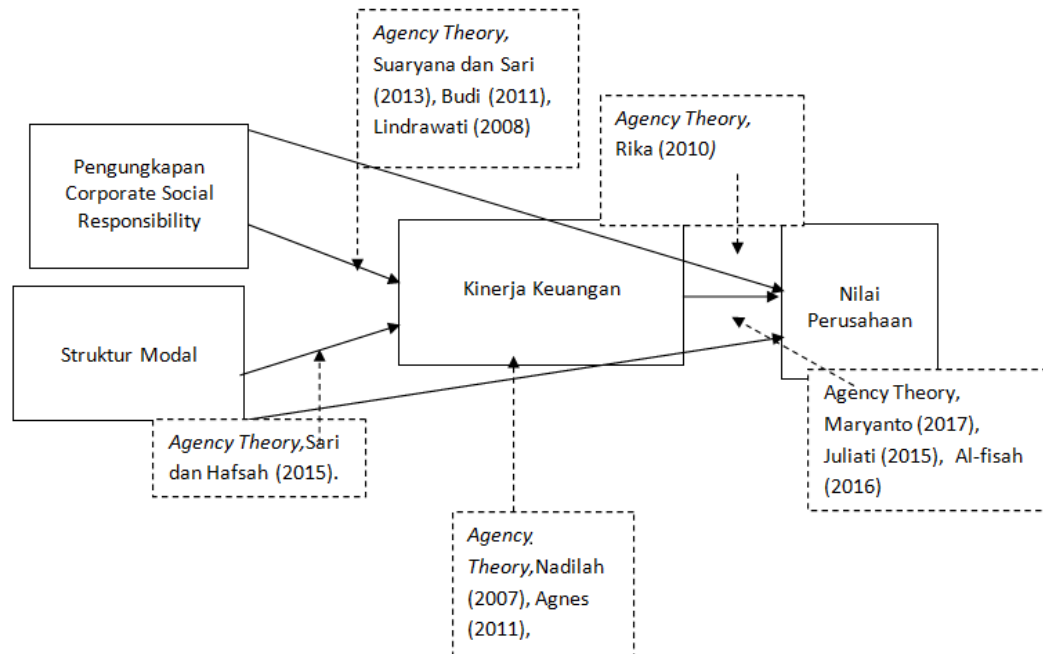 Agency Theory,
Suaryana dan Sari
(2013), Budi (2011),
Lindrawati (2008)
Agency Theory,
Rika (2010)
Pengungkapan
Corporate Social
Responsibility
Kinerja Keuangan
Nilai
Perusahaan
Struktur Modal
Agency Theory,
Maryanto (2017),
Juliati (2015), Al-fisah
(2016)
Agency Theory,Sari
dan Hafsah (2015).
Agency
Theory,Nadilah
(2007), Agnes
(2011),